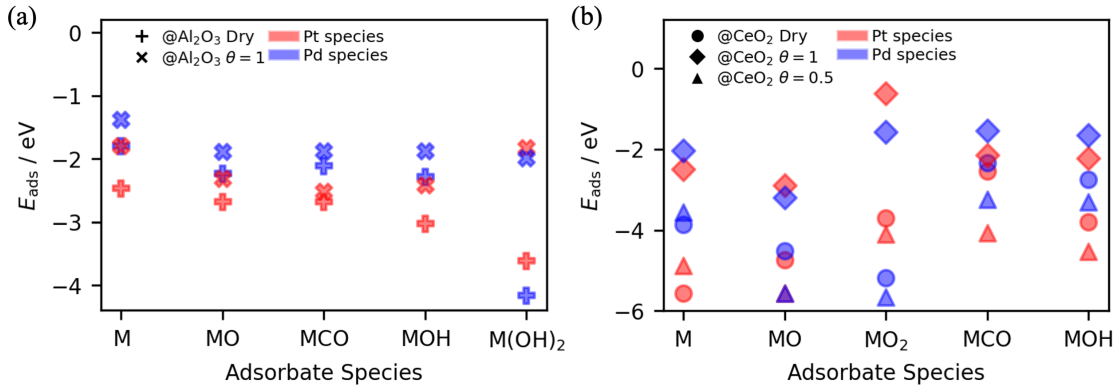 (a)
@Al₂O₃ Dry
@Al₂O₃ θ = 1
Pt species
Pd species
0
−1
−2
−3
−4
E_ads / eV
M MO MCO MOH M(OH)₂
Adsorbate Species
(b)
@CeO₂ Dry
@CeO₂ θ = 1
@CeO₂ θ = 0.5
Pt species
Pd species
0
−2
−4
−6
E_ads / eV
M MO MO₂ MCO MOH
Adsorbate Species